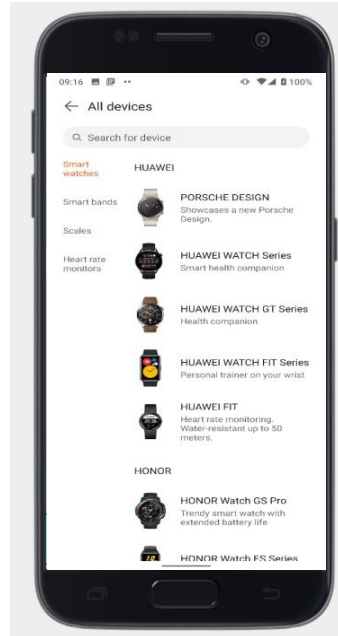 09:16 100%
← All devices
Search for device
Smart
watches
Smart bands
Scales
Heart rate
monitors
HUAWEI
PORSCHE DESIGN
Showcases a new Porsche
Design.
HUAWEI WATCH Series
Smart health companion
HUAWEI WATCH GT Series
Health companion
HUAWEI WATCH FIT Series
Personal trainer on your wrist
HUAWEI FIT
Heart rate monitoring.
Water-resistant up to 50
meters.
HONOR
HONOR Watch GS Pro
Trendy smart watch with
extended battery life
HONOR Watch ES Series